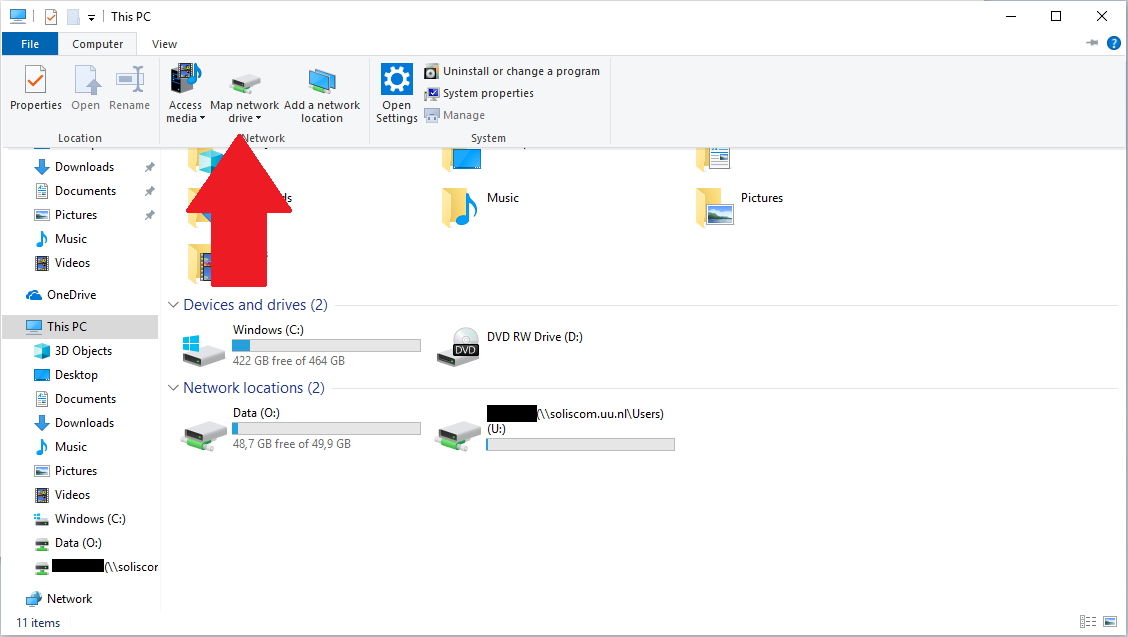 This PC
File
Computer
View
Properties
Open
Rename
Access media
Map network drive
Add a network location
Open Settings
Uninstall or change a program
System properties
Manage
Location
Network
System
Downloads
Documents
Pictures
Music
Videos
OneDrive
This PC
3D Objects
Desktop
Documents
Downloads
Music
Pictures
Videos
Windows (C:)
Data (O:)
(\\soliscor
Network
Music
Pictures
Devices and drives (2)
Windows (C:)
422 GB free of 464 GB
DVD
DVD RW Drive (D:)
Network locations (2)
Data (O:)
48,7 GB free of 49,9 GB
(\\soliscom.uu.nl\Users)
(U:)
11 items